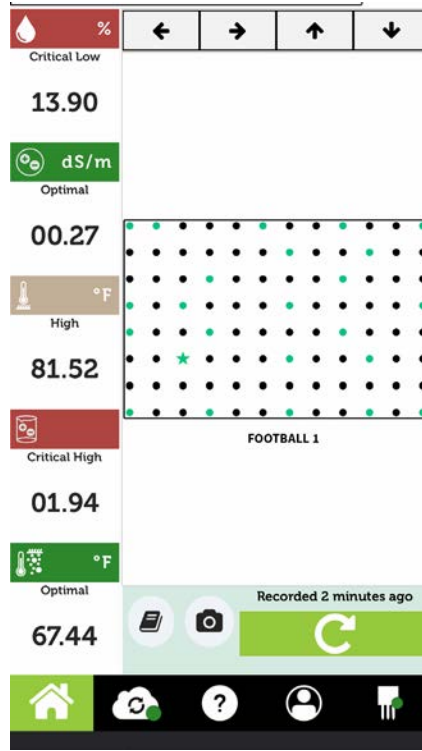 %
Critical Low
13.90
dS/m
Optimal
00.27
°F
High
81.52
Critical High
01.94
°F
Optimal
67.44
FOOTBALL 1
Recorded 2 minutes ago
?